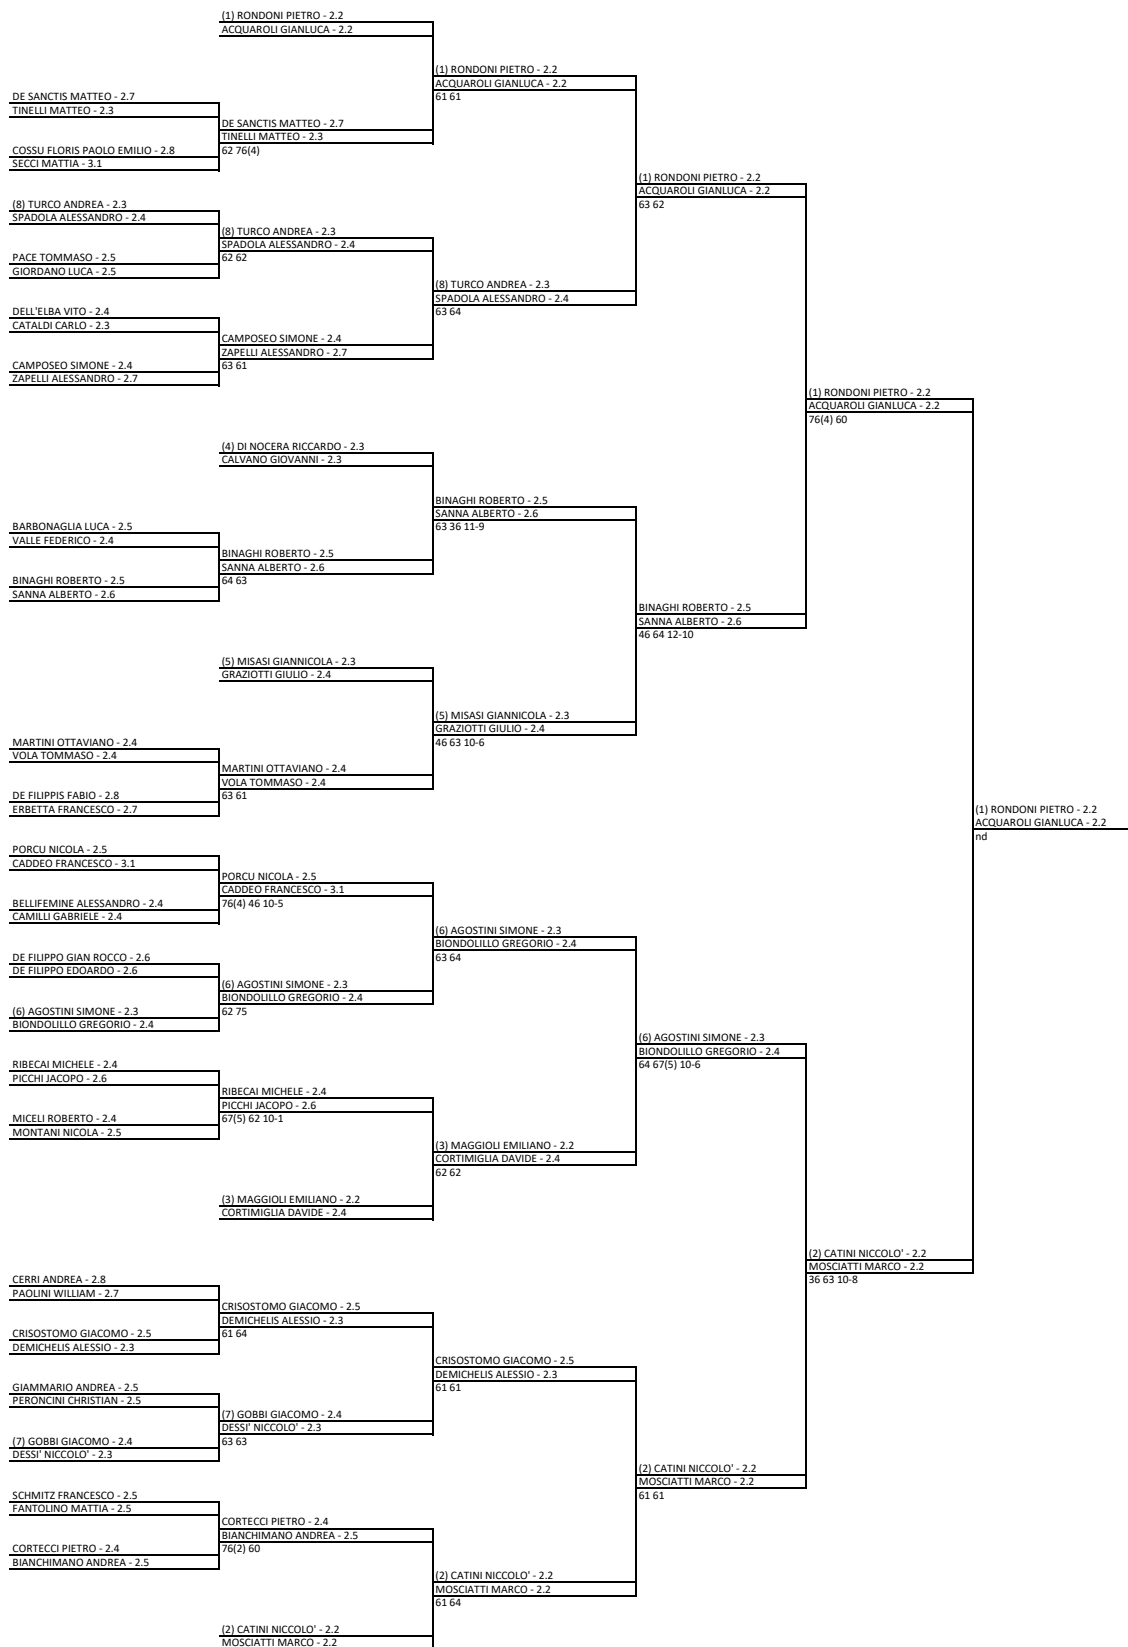 (1) RONDONI PIETRO - 2.2
ACQUAROLI GIANLUCA - 2.2
(1) RONDONI PIETRO - 2.2
ACQUAROLI GIANLUCA - 2.2
61 61
DE SANCTIS MATTEO - 2.7
TINELLI MATTEO - 2.3
DE SANCTIS MATTEO - 2.7
TINELLI MATTEO - 2.3
62 76(4)
COSSU FLORIS PAOLO EMILIO - 2.8
SECCI MATTIA - 3.1
(1) RONDONI PIETRO - 2.2
ACQUAROLI GIANLUCA - 2.2
63 62
(8) TURCO ANDREA - 2.3
SPADOLA ALESSANDRO - 2.4
(8) TURCO ANDREA - 2.3
SPADOLA ALESSANDRO - 2.4
62 62
PACE TOMMASO - 2.5
GIORDANO LUCA - 2.5
(8) TURCO ANDREA - 2.3
SPADOLA ALESSANDRO - 2.4
63 64
DELL'ELBA VITO - 2.4
CATALDI CARLO - 2.3
CAMPOSEO SIMONE - 2.4
ZAPELLI ALESSANDRO - 2.7
63 61
CAMPOSEO SIMONE - 2.4
ZAPELLI ALESSANDRO - 2.7
(1) RONDONI PIETRO - 2.2
ACQUAROLI GIANLUCA - 2.2
76(4) 60
(4) DI NOCERA RICCARDO - 2.3
CALVANO GIOVANNI - 2.3
BINAGHI ROBERTO - 2.5
SANNA ALBERTO - 2.6
63 36 11-9
BARBONAGLIA LUCA - 2.5
VALLE FEDERICO - 2.4
BINAGHI ROBERTO - 2.5
SANNA ALBERTO - 2.6
64 63
BINAGHI ROBERTO - 2.5
SANNA ALBERTO - 2.6
BINAGHI ROBERTO - 2.5
SANNA ALBERTO - 2.6
46 64 12-10
(5) MISASI GIANNICOLA - 2.3
GRAZIOTTI GIULIO - 2.4
(5) MISASI GIANNICOLA - 2.3
GRAZIOTTI GIULIO - 2.4
46 63 10-6
MARTINI OTTAVIANO - 2.4
VOLA TOMMASO - 2.4
MARTINI OTTAVIANO - 2.4
VOLA TOMMASO - 2.4
63 61
DE FILIPPIS FABIO - 2.8
ERBETTA FRANCESCO - 2.7
(1) RONDONI PIETRO - 2.2
ACQUAROLI GIANLUCA - 2.2
nd
PORCU NICOLA - 2.5
CADDEO FRANCESCO - 3.1
PORCU NICOLA - 2.5
CADDEO FRANCESCO - 3.1
76(4) 46 10-5
BELLIFEMINE ALESSANDRO - 2.4
CAMILLI GABRIELE - 2.4
(6) AGOSTINI SIMONE - 2.3
BIONDOLILLO GREGORIO - 2.4
63 64
DE FILIPPO GIAN ROCCO - 2.6
DE FILIPPO EDOARDO - 2.6
(6) AGOSTINI SIMONE - 2.3
BIONDOLILLO GREGORIO - 2.4
62 75
(6) AGOSTINI SIMONE - 2.3
BIONDOLILLO GREGORIO - 2.4
(6) AGOSTINI SIMONE - 2.3
BIONDOLILLO GREGORIO - 2.4
64 67(5) 10-6
RIBECAI MICHELE - 2.4
PICCHI JACOPO - 2.6
RIBECAI MICHELE - 2.4
PICCHI JACOPO - 2.6
67(5) 62 10-1
MICELI ROBERTO - 2.4
MONTANI NICOLA - 2.5
(3) MAGGIOLI EMILIANO - 2.2
CORTIMIGLIA DAVIDE - 2.4
62 62
(3) MAGGIOLI EMILIANO - 2.2
CORTIMIGLIA DAVIDE - 2.4
(2) CATINI NICCOLO' - 2.2
MOSCIATTI MARCO - 2.2
36 63 10-8
CERRI ANDREA - 2.8
PAOLINI WILLIAM - 2.7
CRISOSTOMO GIACOMO - 2.5
DEMICHELIS ALESSIO - 2.3
61 64
CRISOSTOMO GIACOMO - 2.5
DEMICHELIS ALESSIO - 2.3
CRISOSTOMO GIACOMO - 2.5
DEMICHELIS ALESSIO - 2.3
61 61
GIAMMARIO ANDREA - 2.5
PERONCINI CHRISTIAN - 2.5
(7) GOBBI GIACOMO - 2.4
DESSI' NICCOLO' - 2.3
63 63
(7) GOBBI GIACOMO - 2.4
DESSI' NICCOLO' - 2.3
(2) CATINI NICCOLO' - 2.2
MOSCIATTI MARCO - 2.2
61 61
SCHMITZ FRANCESCO - 2.5
FANTOLINO MATTIA - 2.5
CORTECCI PIETRO - 2.4
BIANCHIMANO ANDREA - 2.5
76(2) 60
CORTECCI PIETRO - 2.4
BIANCHIMANO ANDREA - 2.5
(2) CATINI NICCOLO' - 2.2
MOSCIATTI MARCO - 2.2
61 64
(2) CATINI NICCOLO' - 2.2
MOSCIATTI MARCO - 2.2